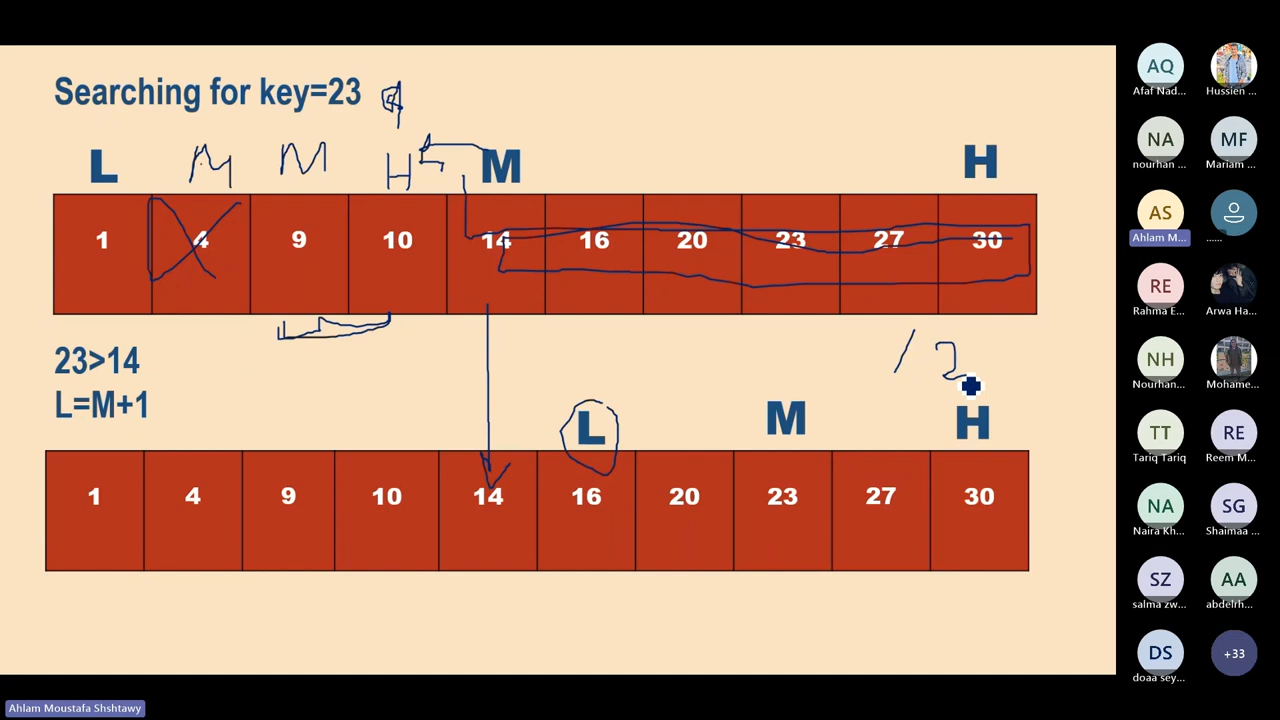 Searching for key=23 9
L M M H M H
1 4 9 10 14 16 20 23 27 30
23>14
L=M+1
/ 2
L M H
1 4 9 10 14 16 20 23 27 30
AQ
Afaf Nad... Hussien ...
NA MF
nourhan ... Mariam ...
AS
Ahlam M... ......
RE
Rahma E... Arwa Ha...
NH
Nourhan... Mohame...
TT RE
Tariq Tariq Reem M...
NA SG
Naira Kh... Shaimaa ...
SZ AA
salma zw... abdelrh...
DS +33
doaa sey...
Ahlam Moustafa Shshtawy